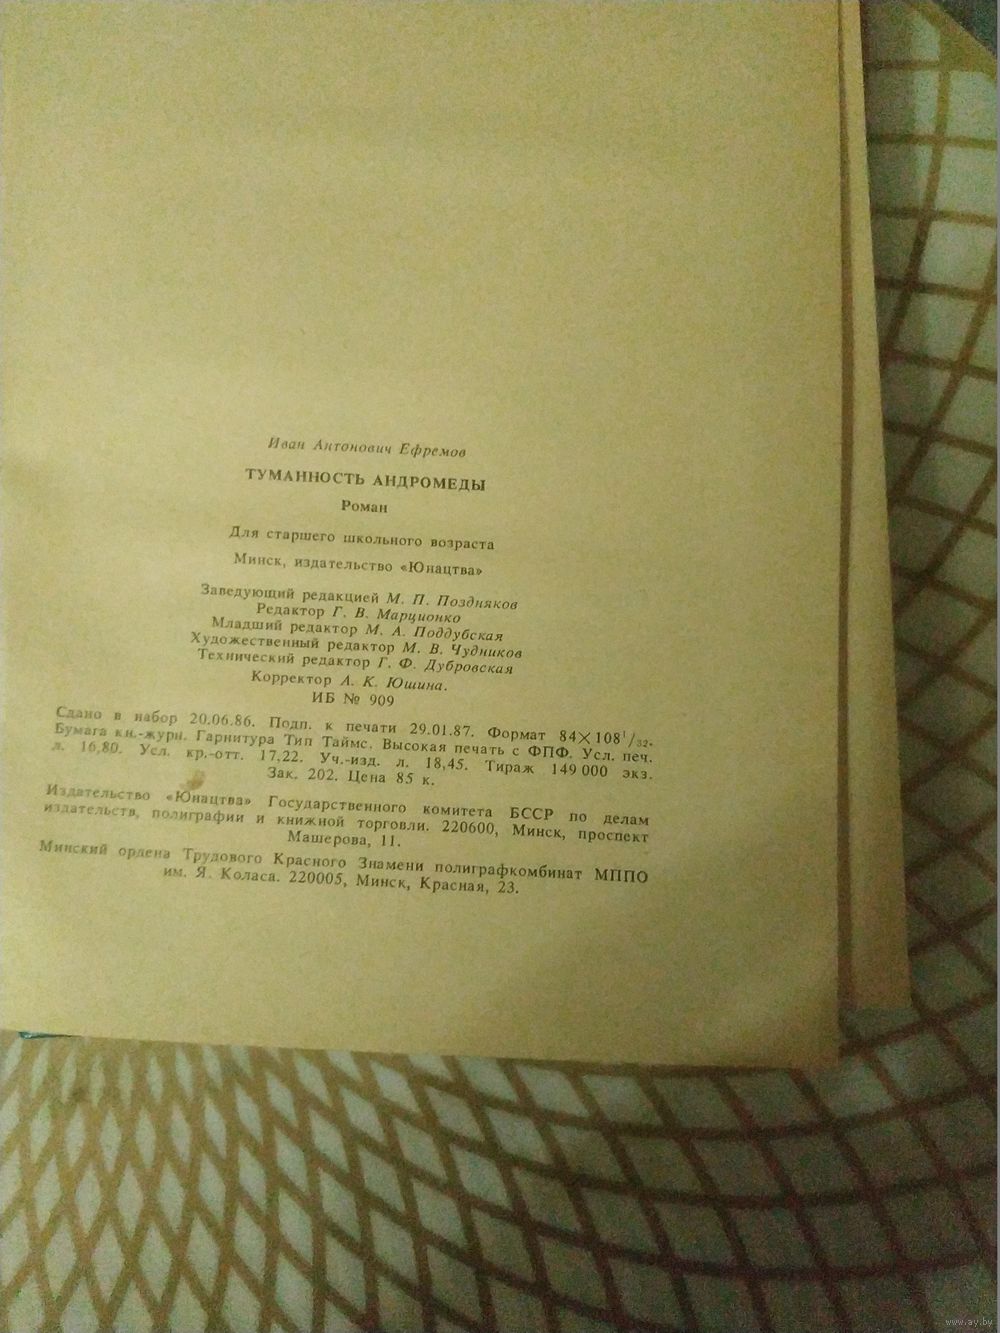 Иван Антонович Ефремов
ТУМАННОСТЬ АНДРОМЕДЫ
Роман
Для старшего школьного возраста
Минск, издательство «Юнацтва»
Заведующий редакцией М. П. Поздняков
Редактор Г. В. Марционко
Младший редактор М. А. Поддубская
Художественный редактор М. В. Чудников
Технический редактор Г. Ф. Дубровская
Корректор А. К. Юшина.
ИБ № 909
Сдано в набор 20.06.86. Подп. к печати 29.01.87. Формат 84×108¹/₃₂.
Бумага кн.-журн. Гарнитура Тип Таймс. Высокая печать с ФПФ. Усл. печ.
л. 16,80. Усл. кр.-отт. 17,22. Уч.-изд. л. 18,45. Тираж 149 000 экз.
Зак. 202. Цена 85 к.
Издательство «Юнацтва» Государственного комитета БССР по делам
издательств, полиграфии и книжной торговли. 220600, Минск, проспект
Машерова, 11.
Минский ордена Трудового Красного Знамени полиграфкомбинат МППО
им. Я. Коласа. 220005, Минск, Красная, 23.
www.ay.by